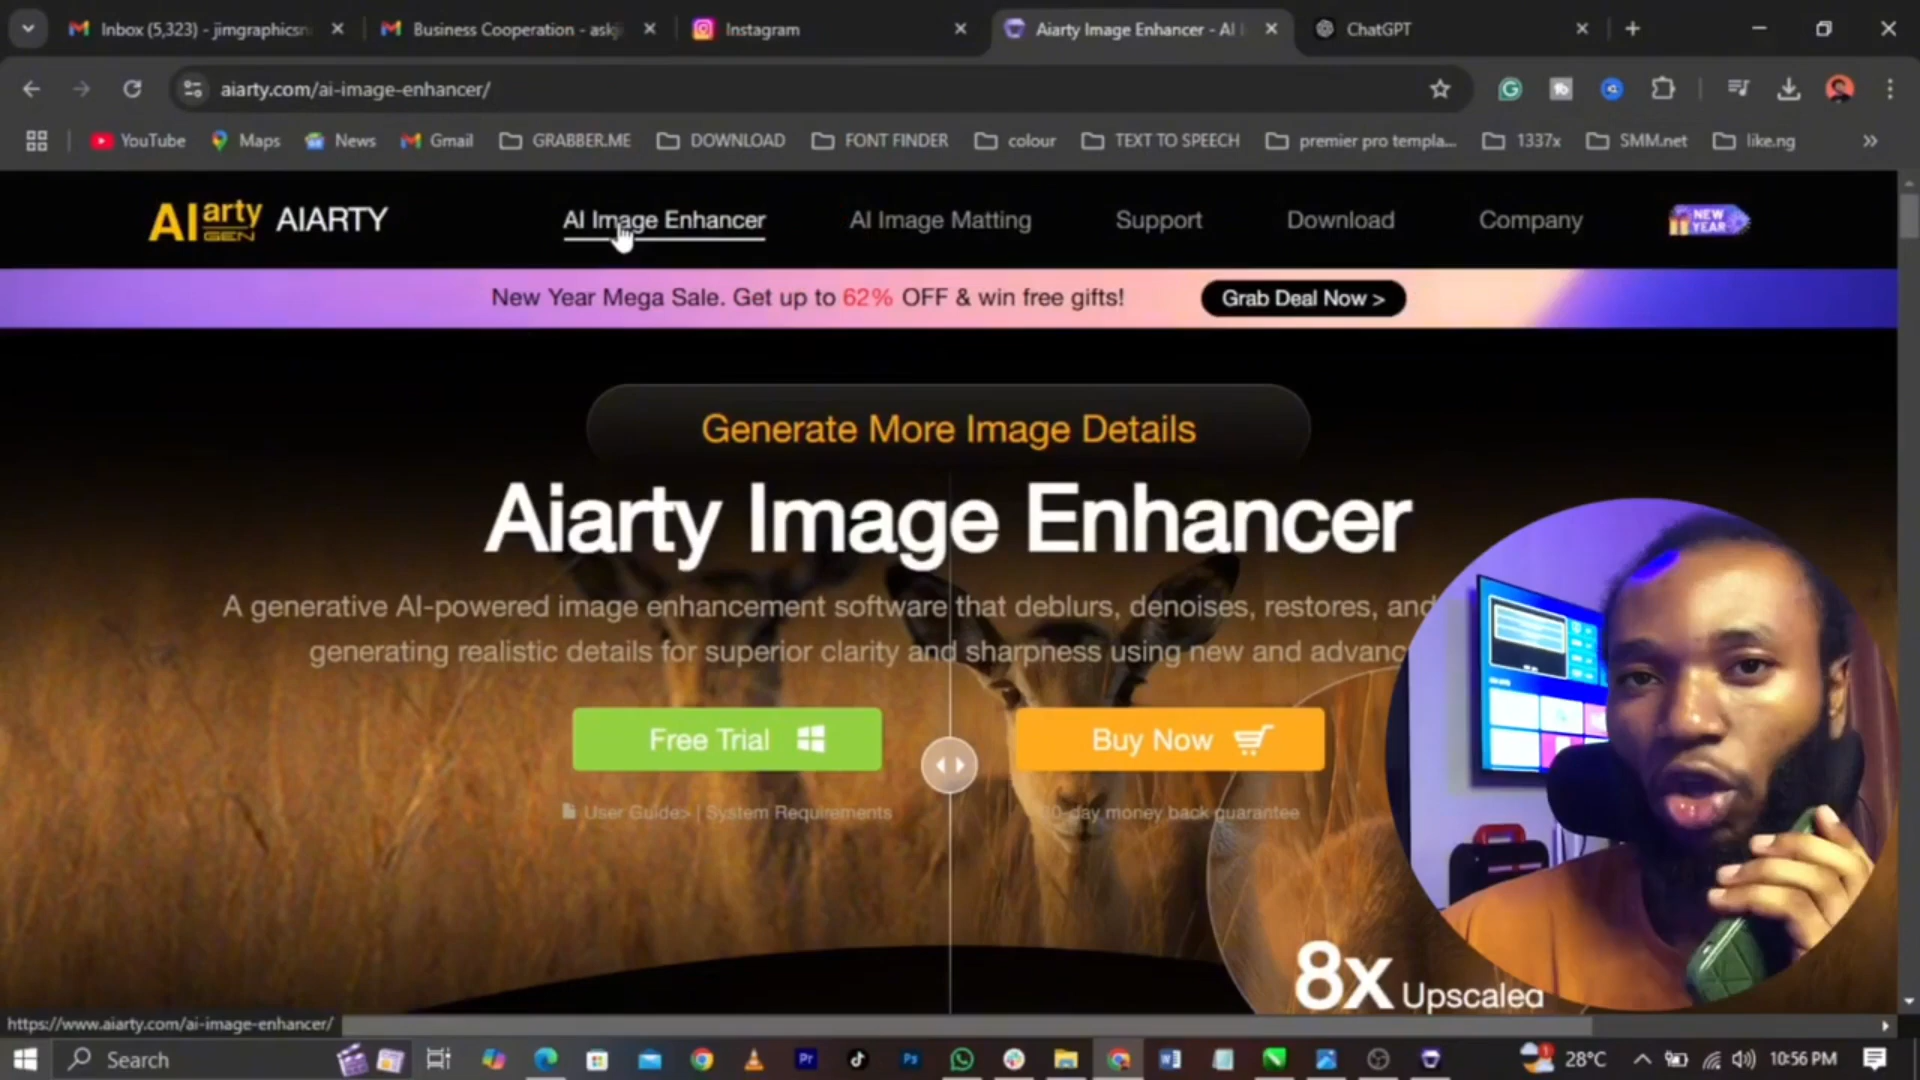 Inbox (5,323) - jimgraphicsn
Business Cooperation - askji
Instagram
Aiarty Image Enhancer - AI
ChatGPT
aiarty.com/ai-image-enhancer/
YouTube
Maps
News
Gmail
GRABBER.ME
DOWNLOAD
FONT FINDER
colour
TEXT TO SPEECH
premier pro templa...
1337x
SMM.net
like.ng
AI arty GEN AIARTY
AI Image Enhancer
AI Image Matting
Support
Download
Company
NEW YEAR
New Year Mega Sale. Get up to 62% OFF & win free gifts!
Grab Deal Now >
Generate More Image Details
Aiarty Image Enhancer
A generative AI-powered image enhancement software that deblurs, denoises, restores, and
generating realistic details for superior clarity and sharpness using new and advanc
Free Trial
Buy Now
User Guide> | System Requirements
30-day money back guarantee
8x Upscaled
https://www.aiarty.com/ai-image-enhancer/
Search
Pr
Ps
28°C
10:56 PM